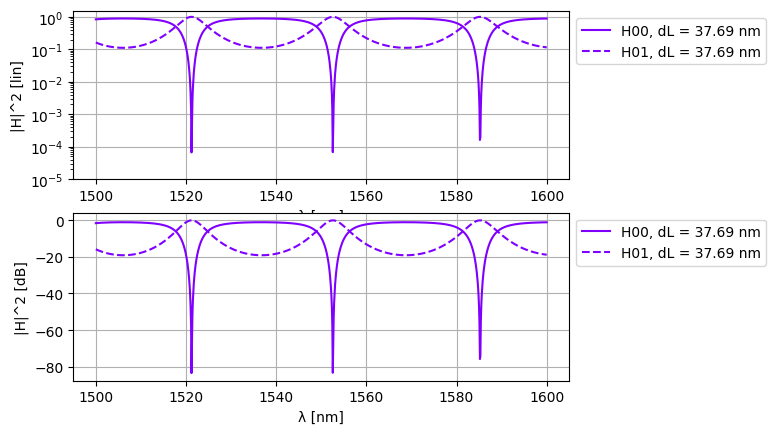 |H|^2 [lin]
10⁰
10⁻¹
10⁻²
10⁻³
10⁻⁴
10⁻⁵
1500 1520 1540 1560 1580 1600
λ [nm]
H00, dL = 37.69 nm
H01, dL = 37.69 nm
|H|^2 [dB]
0
−20
−40
−60
−80
1500 1520 1540 1560 1580 1600
λ [nm]
H00, dL = 37.69 nm
H01, dL = 37.69 nm